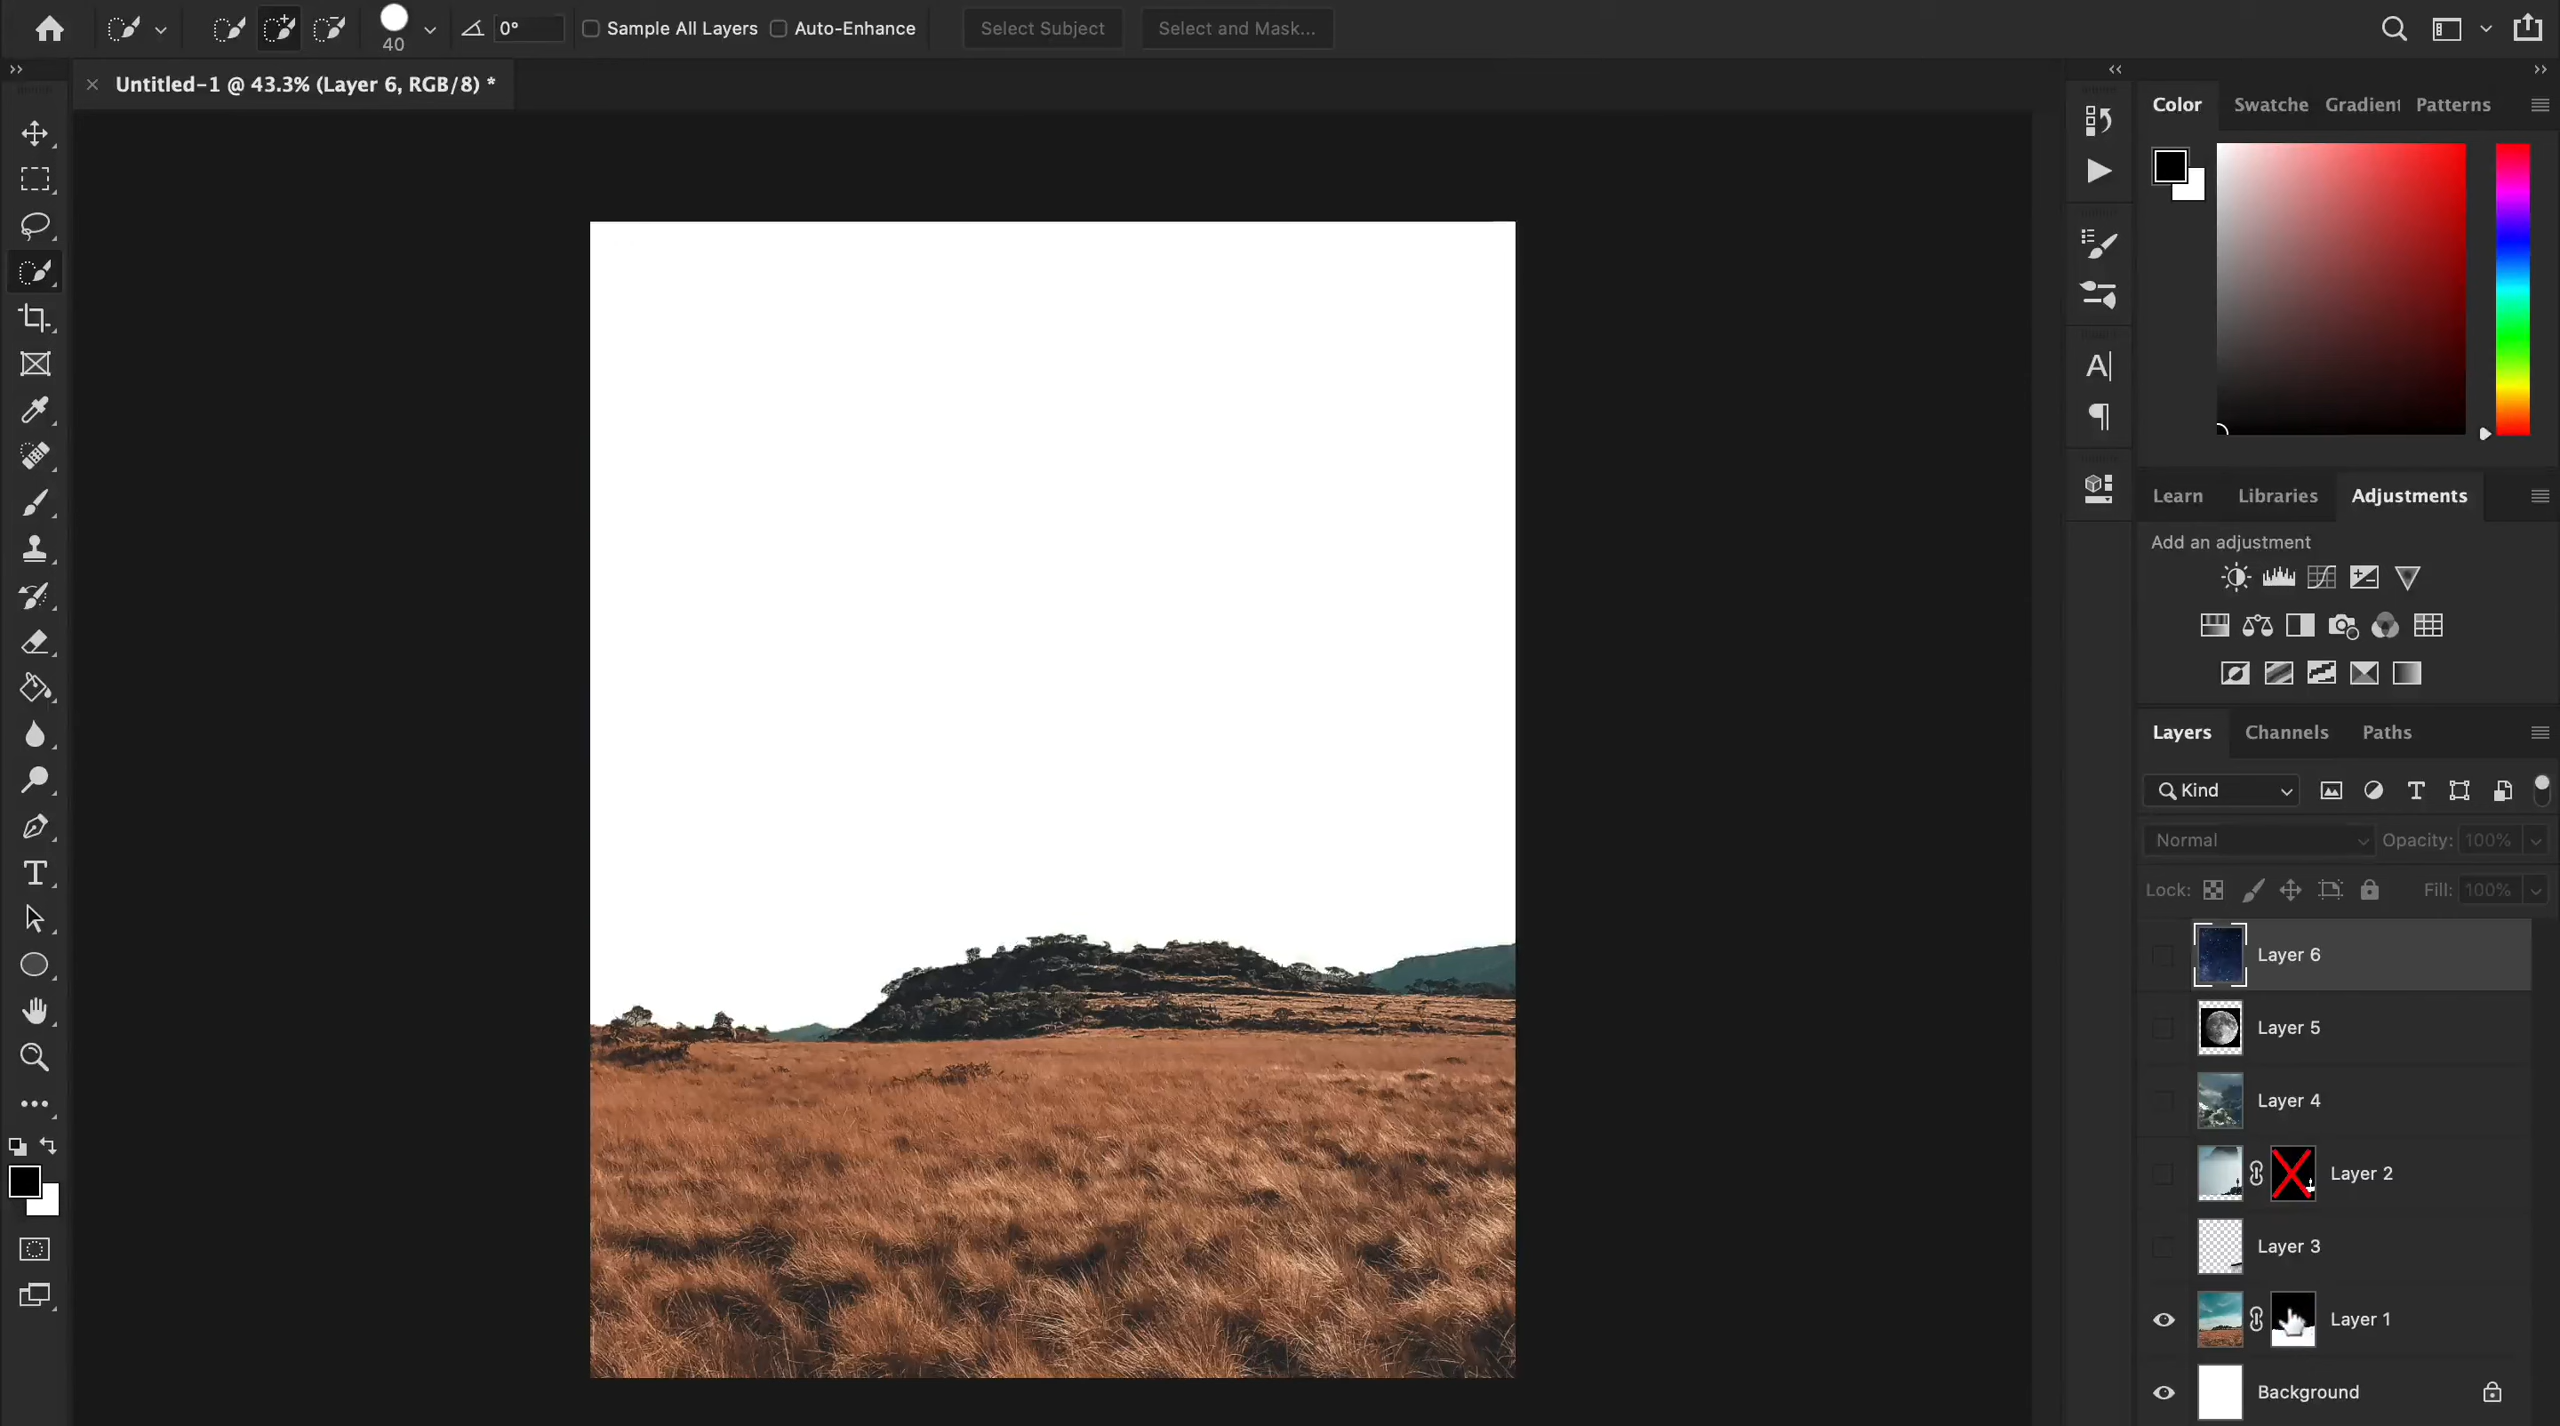 40
0°
Sample All Layers
Auto-Enhance
Select Subject
Select and Mask...
Untitled-1 @ 43.3% (Layer 6, RGB/8) *
Color
Swatche
Gradient
Patterns
Learn
Libraries
Adjustments
Add an adjustment
Layers
Channels
Paths
Kind
Normal
Opacity: 100%
Lock:
Fill: 100%
Layer 6
Layer 5
Layer 4
Layer 2
Layer 3
Layer 1
Background